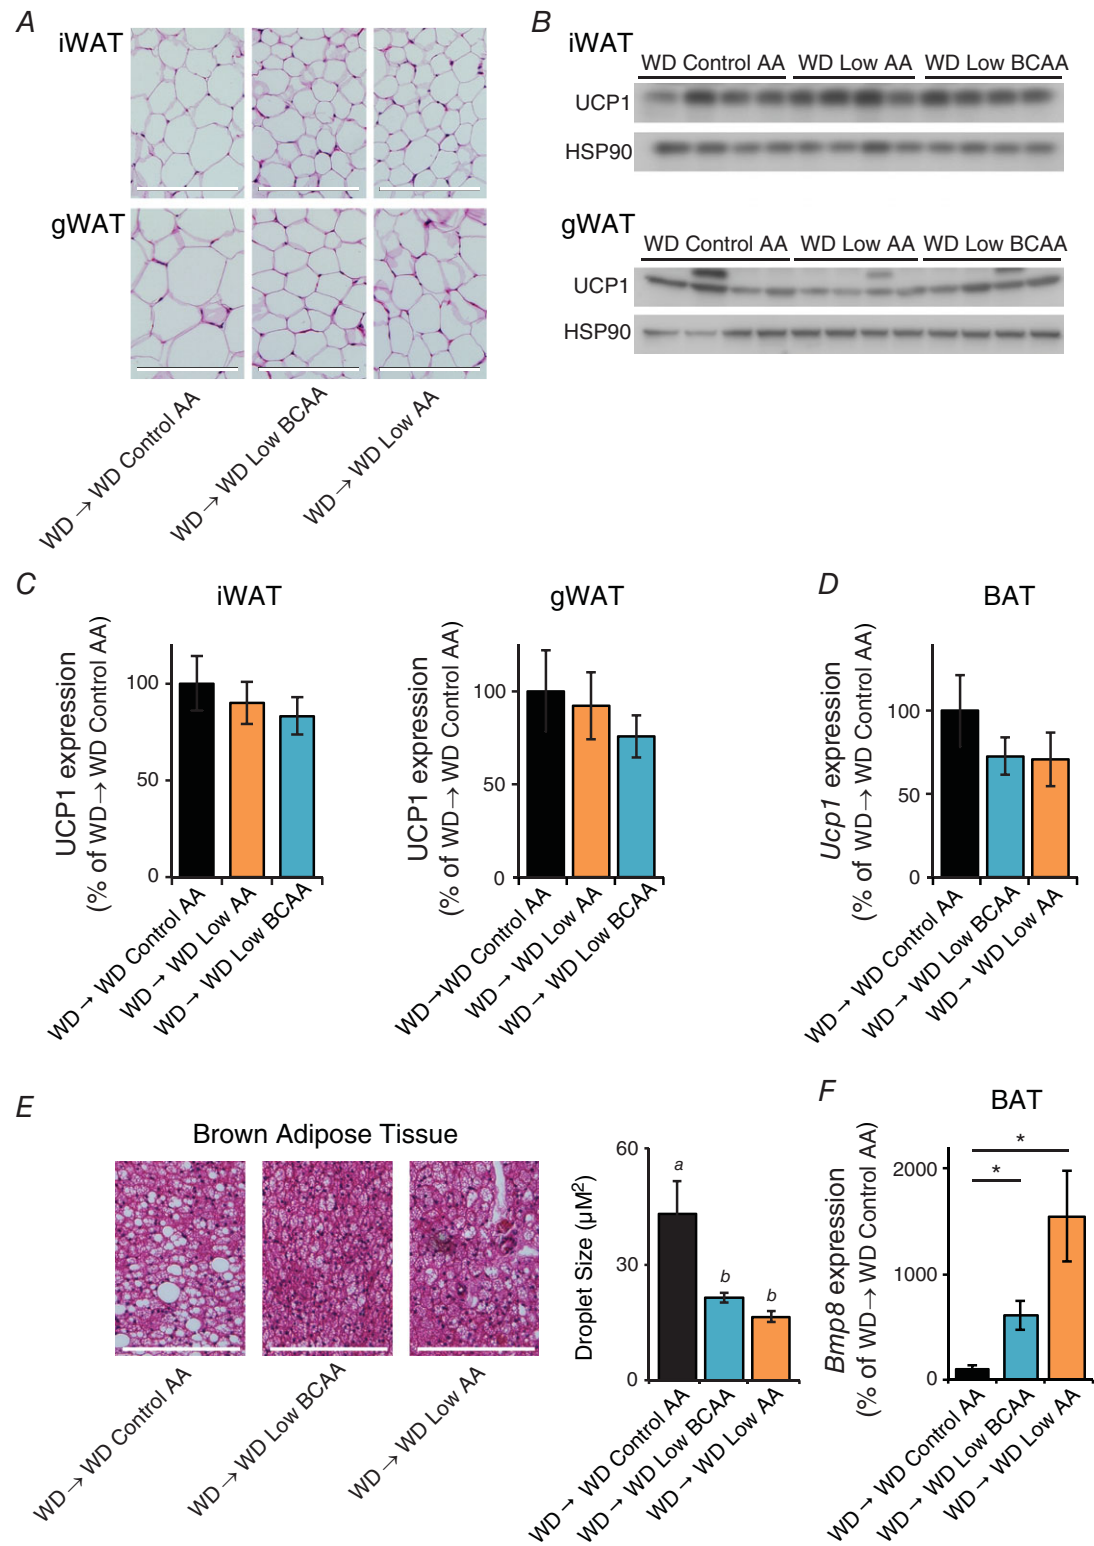 A
iWAT
gWAT
WD → WD Control AA
WD → WD Low BCAA
WD → WD Low AA
B
iWAT
WD Control AA WD Low AA WD Low BCAA
UCP1
HSP90
gWAT
WD Control AA WD Low AA WD Low BCAA
UCP1
HSP90
C
iWAT
UCP1 expression
(% of WD→ WD Control AA)
100
50
0
WD → WD Control AA
WD → WD Low AA
WD → WD Low BCAA
gWAT
UCP1 expression
(% of WD→ WD Control AA)
100
50
0
WD→WD Control AA
WD → WD Low AA
WD → WD Low BCAA
D
BAT
Ucp1 expression
(% of WD→ WD Control AA)
100
50
0
WD → WD Control AA
WD → WD Low BCAA
WD → WD Low AA
E
Brown Adipose Tissue
WD → WD Control AA
WD → WD Low BCAA
WD → WD Low AA
Droplet Size (µM²)
60
30
0
a
b
b
WD → WD Control AA
WD → WD Low BCAA
WD → WD Low AA
F
BAT
Bmp8 expression
(% of WD→ WD Control AA)
2000
1000
0
*
*
WD → WD Control AA
WD → WD Low BCAA
WD → WD Low AA